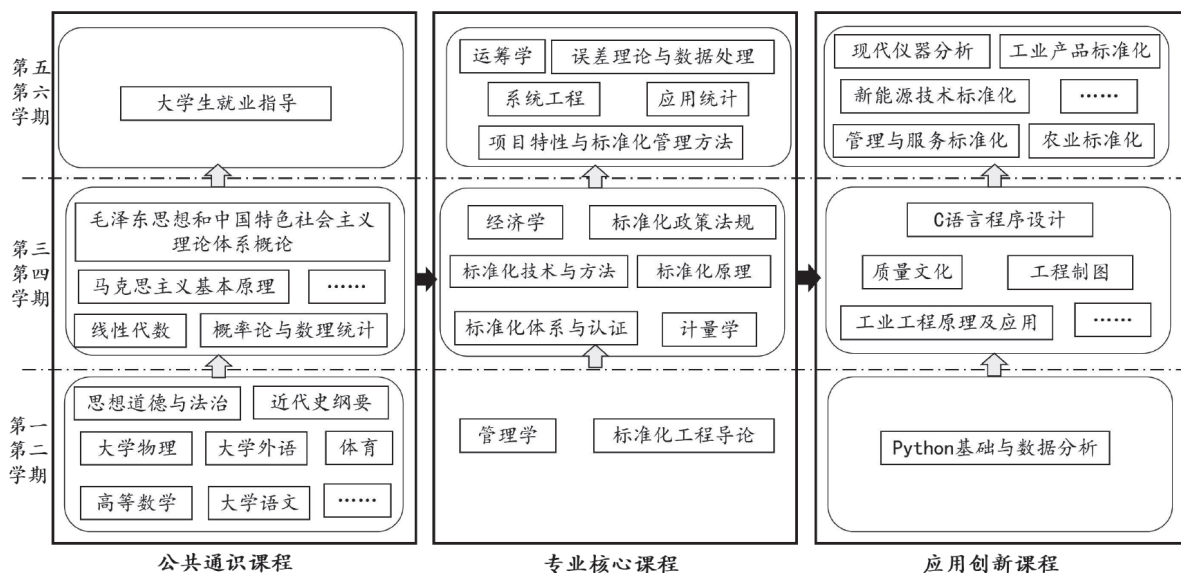 第五
第六
学期
大学生就业指导
运筹学
误差理论与数据处理
系统工程
应用统计
项目特性与标准化管理方法
现代仪器分析
工业产品标准化
新能源技术标准化
……
管理与服务标准化
农业标准化
第三
第四
学期
毛泽东思想和中国特色社会主义
理论体系概论
马克思主义基本原理
……
线性代数
概率论与数理统计
经济学
标准化政策法规
标准化技术与方法
标准化原理
标准化体系与认证
计量学
C语言程序设计
质量文化
工程制图
工业工程原理及应用
……
第一
第二
学期
思想道德与法治
近代史纲要
大学物理
大学外语
体育
高等数学
大学语文
……
管理学
标准化工程导论
Python基础与数据分析
公共通识课程
专业核心课程
应用创新课程